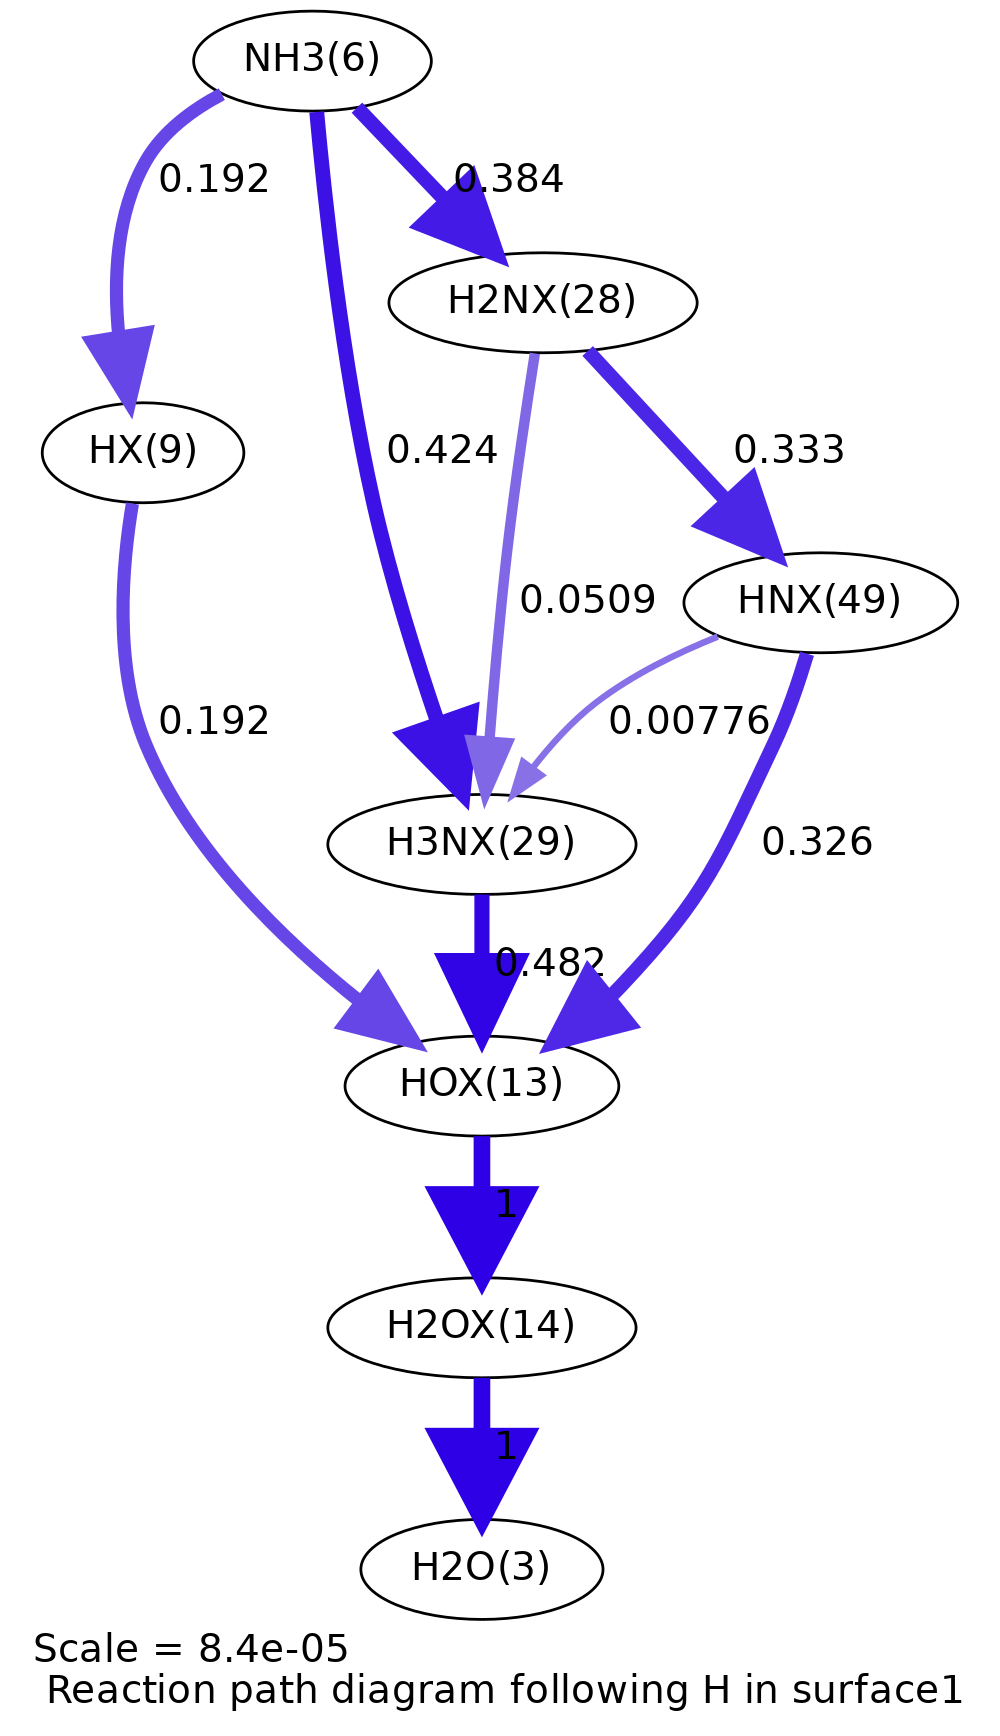 NH3(6)
0.192
0.384
H2NX(28)
0.424
0.333
HX(9)
0.0509
HNX(49)
0.192
0.00776
H3NX(29)
0.326
0.482
HOX(13)
1
H2OX(14)
1
H2O(3)
Scale = 8.4e-05
Reaction path diagram following H in surface1